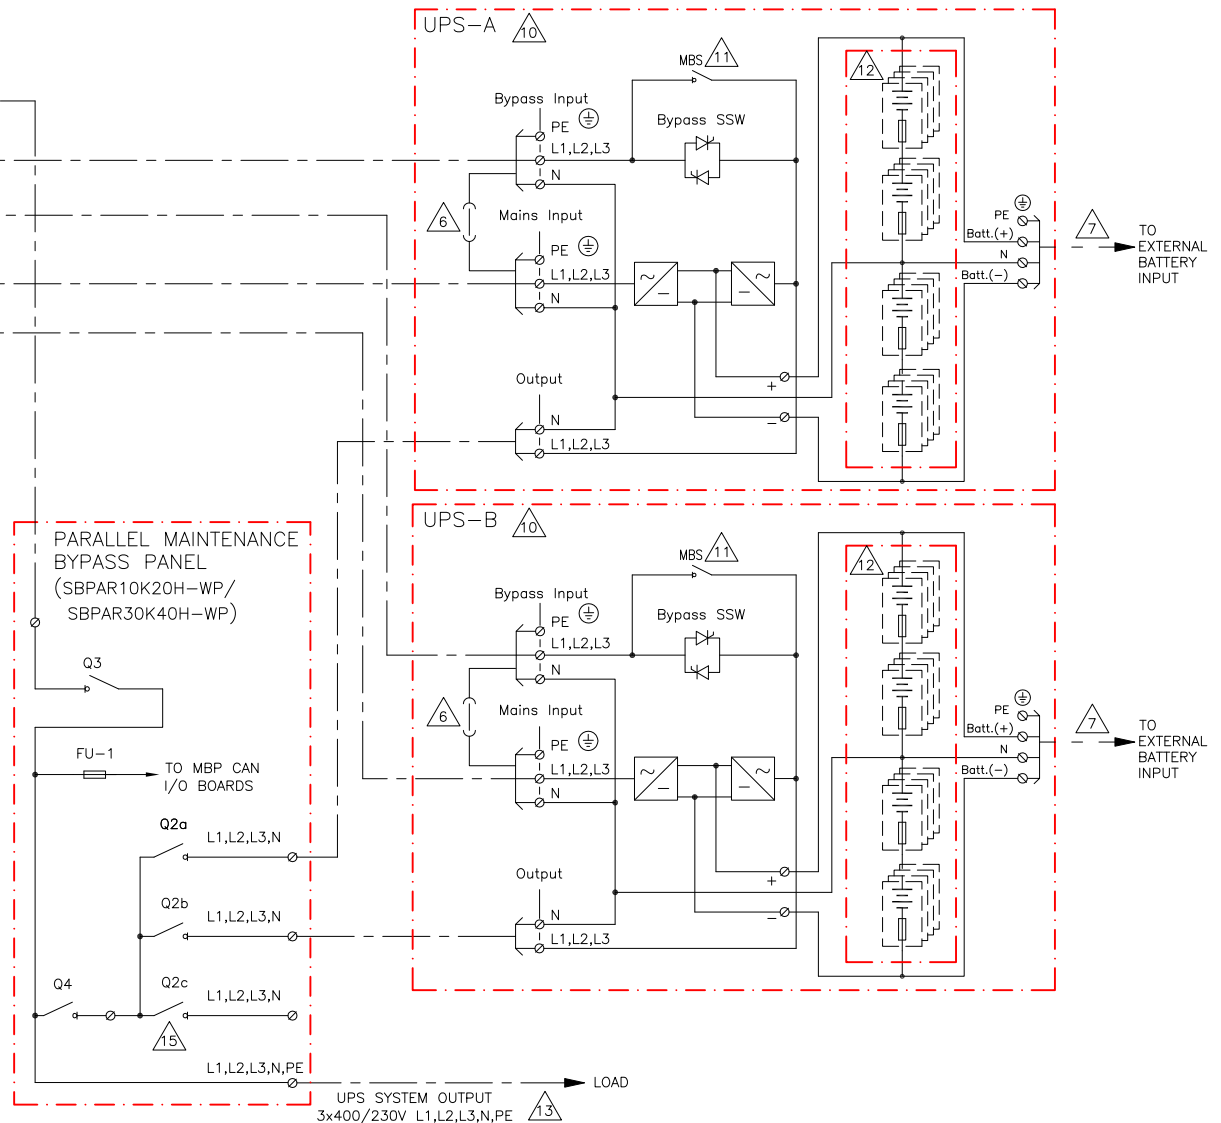 UPS-A
10
MBS
11
12
Bypass Input
PE
L1,L2,L3
N
Bypass SSW
6
Mains Input
PE
L1,L2,L3
N
PE
Batt.(+)
N
Batt.(-)
7
TO
EXTERNAL
BATTERY
INPUT
~
-
~
-
+
-
Output
N
L1,L2,L3
UPS-B
10
MBS
11
12
Bypass Input
PE
L1,L2,L3
N
Bypass SSW
6
Mains Input
PE
L1,L2,L3
N
PE
Batt.(+)
N
Batt.(-)
7
TO
EXTERNAL
BATTERY
INPUT
~
-
~
-
+
-
Output
N
L1,L2,L3
PARALLEL MAINTENANCE
BYPASS PANEL
(SBPAR10K20H-WP/
SBPAR30K40H-WP)
Q3
FU-1
TO MBP CAN
I/O BOARDS
Q2a
L1,L2,L3,N
Q2b
L1,L2,L3,N
Q4
Q2c
L1,L2,L3,N
15
L1,L2,L3,N,PE
LOAD
UPS SYSTEM OUTPUT
3x400/230V L1,L2,L3,N,PE
13